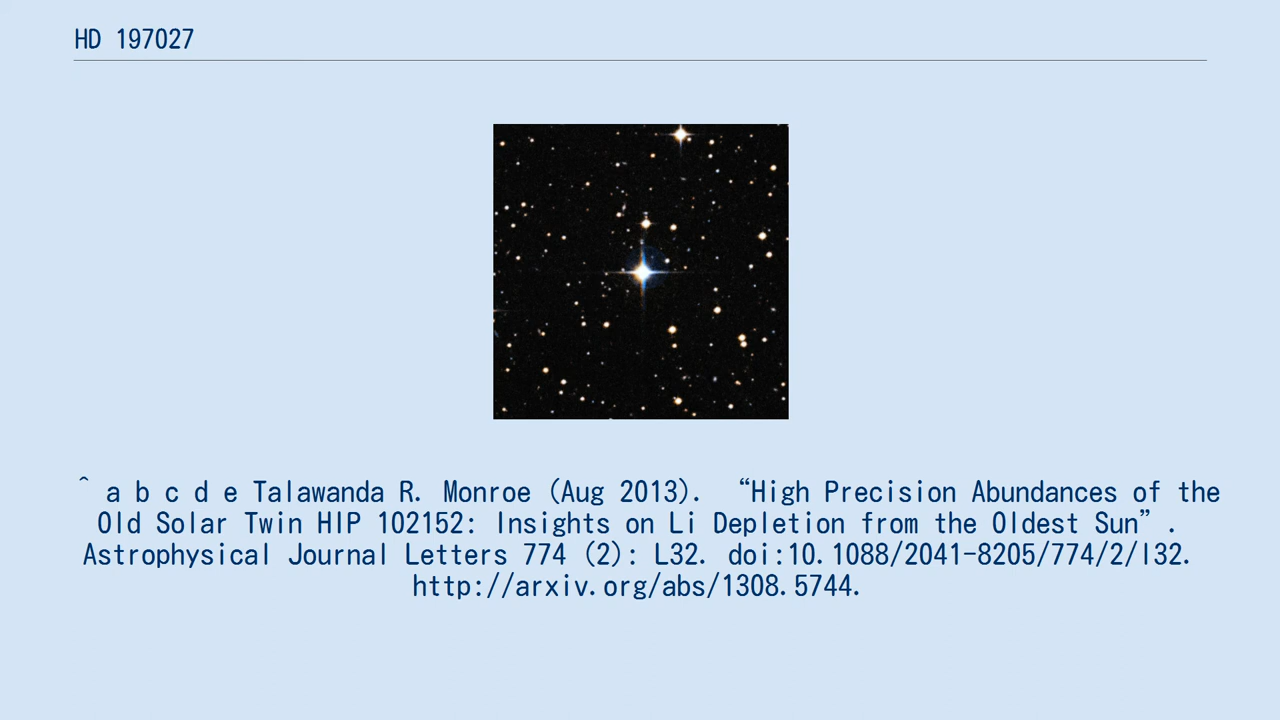 HD 197027
^ a b c d e Talawanda R. Monroe (Aug 2013). “High Precision Abundances of the
Old Solar Twin HIP 102152: Insights on Li Depletion from the Oldest Sun”.
Astrophysical Journal Letters 774 (2): L32. doi:10.1088/2041-8205/774/2/l32.
http://arxiv.org/abs/1308.5744.